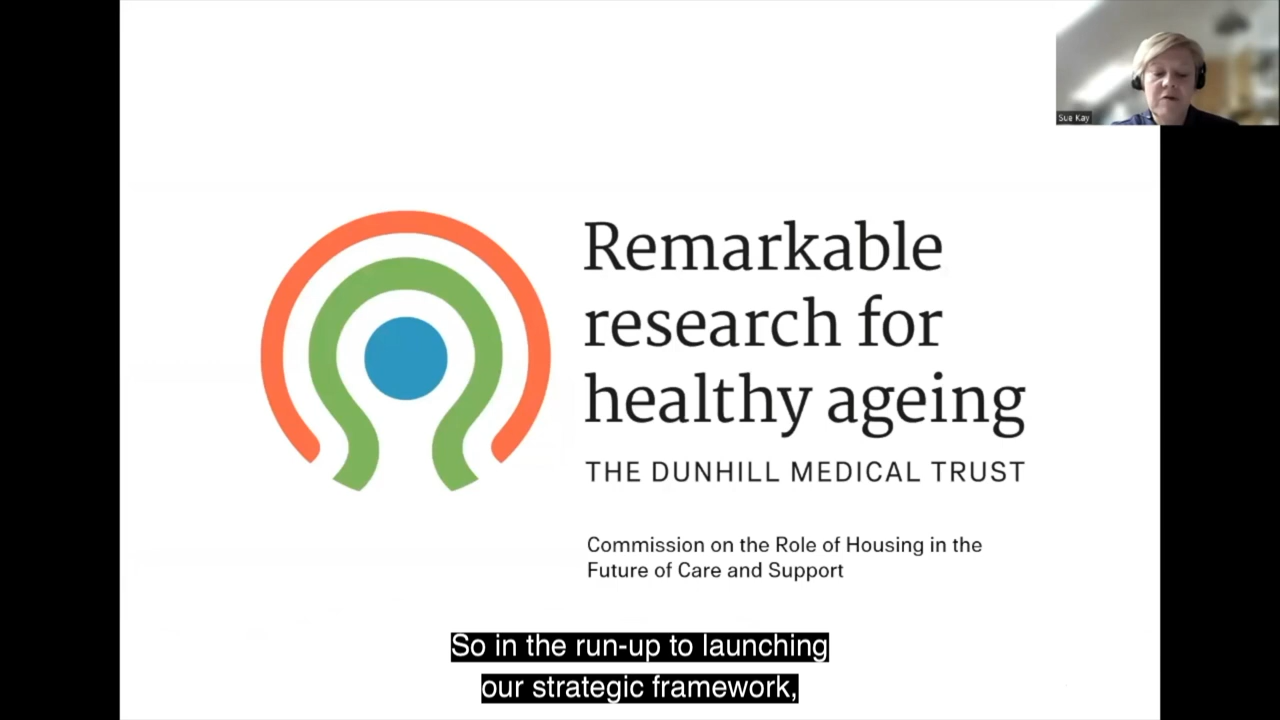 Sue Kay
Remarkable
research for
healthy ageing
THE DUNHILL MEDICAL TRUST
Commission on the Role of Housing in the
Future of Care and Support
So in the run-up to launching
our strategic framework,